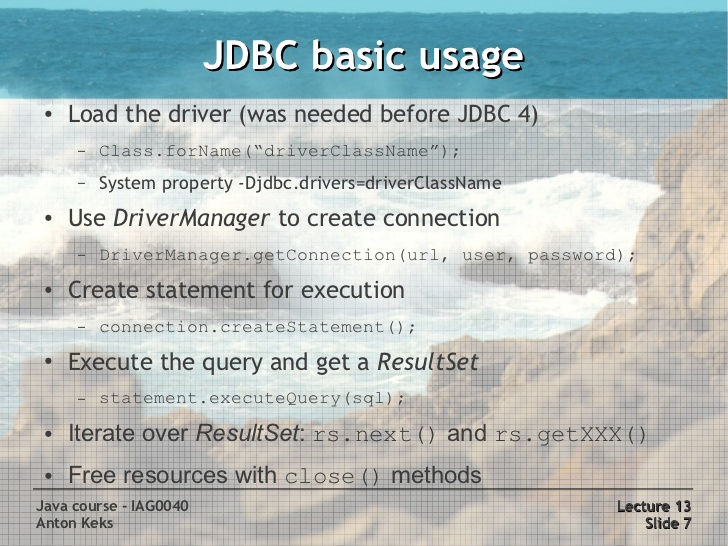 JDBC basic usage
● Load the driver (was needed before JDBC 4)
– Class.forName(“driverClassName”);
– System property -Djdbc.drivers=driverClassName
● Use DriverManager to create connection
– DriverManager.getConnection(url, user, password);
● Create statement for execution
– connection.createStatement();
● Execute the query and get a ResultSet
– statement.executeQuery(sql);
● Iterate over ResultSet: rs.next() and rs.getXXX()
● Free resources with close() methods
Java course – IAG0040
Anton Keks
Lecture 13
Slide 7